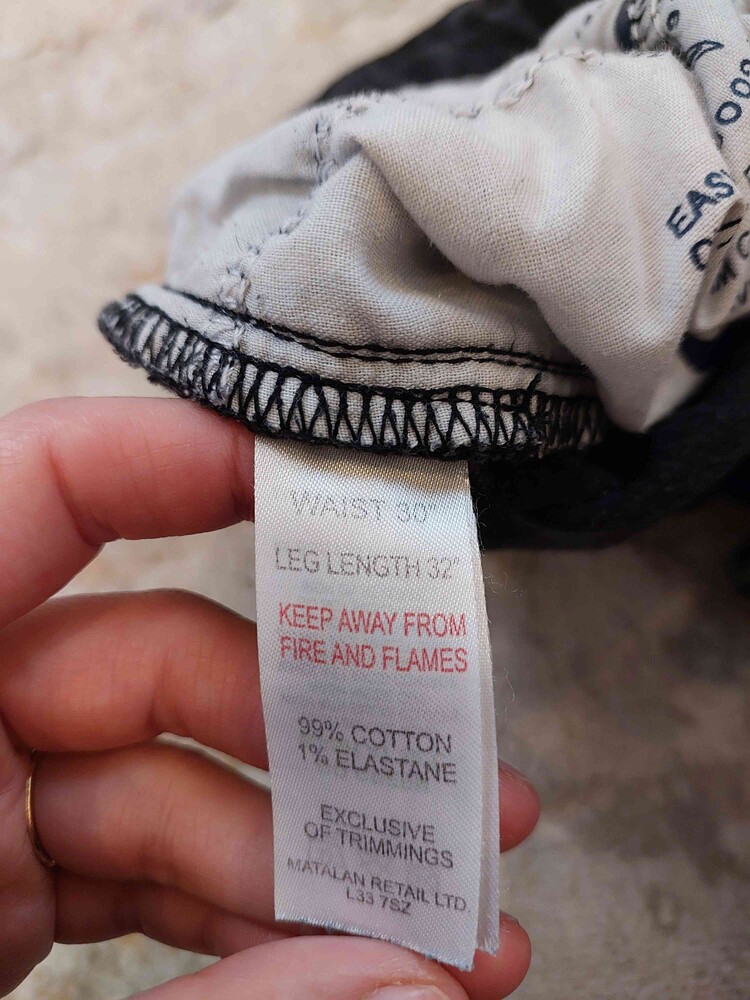 EAS
WAIST 30"
LEG LENGTH 32"
KEEP AWAY FROM
FIRE AND FLAMES
99% COTTON
1% ELASTANE
EXCLUSIVE
OF TRIMMINGS
MATALAN RETAIL LTD.
L33 7SZ